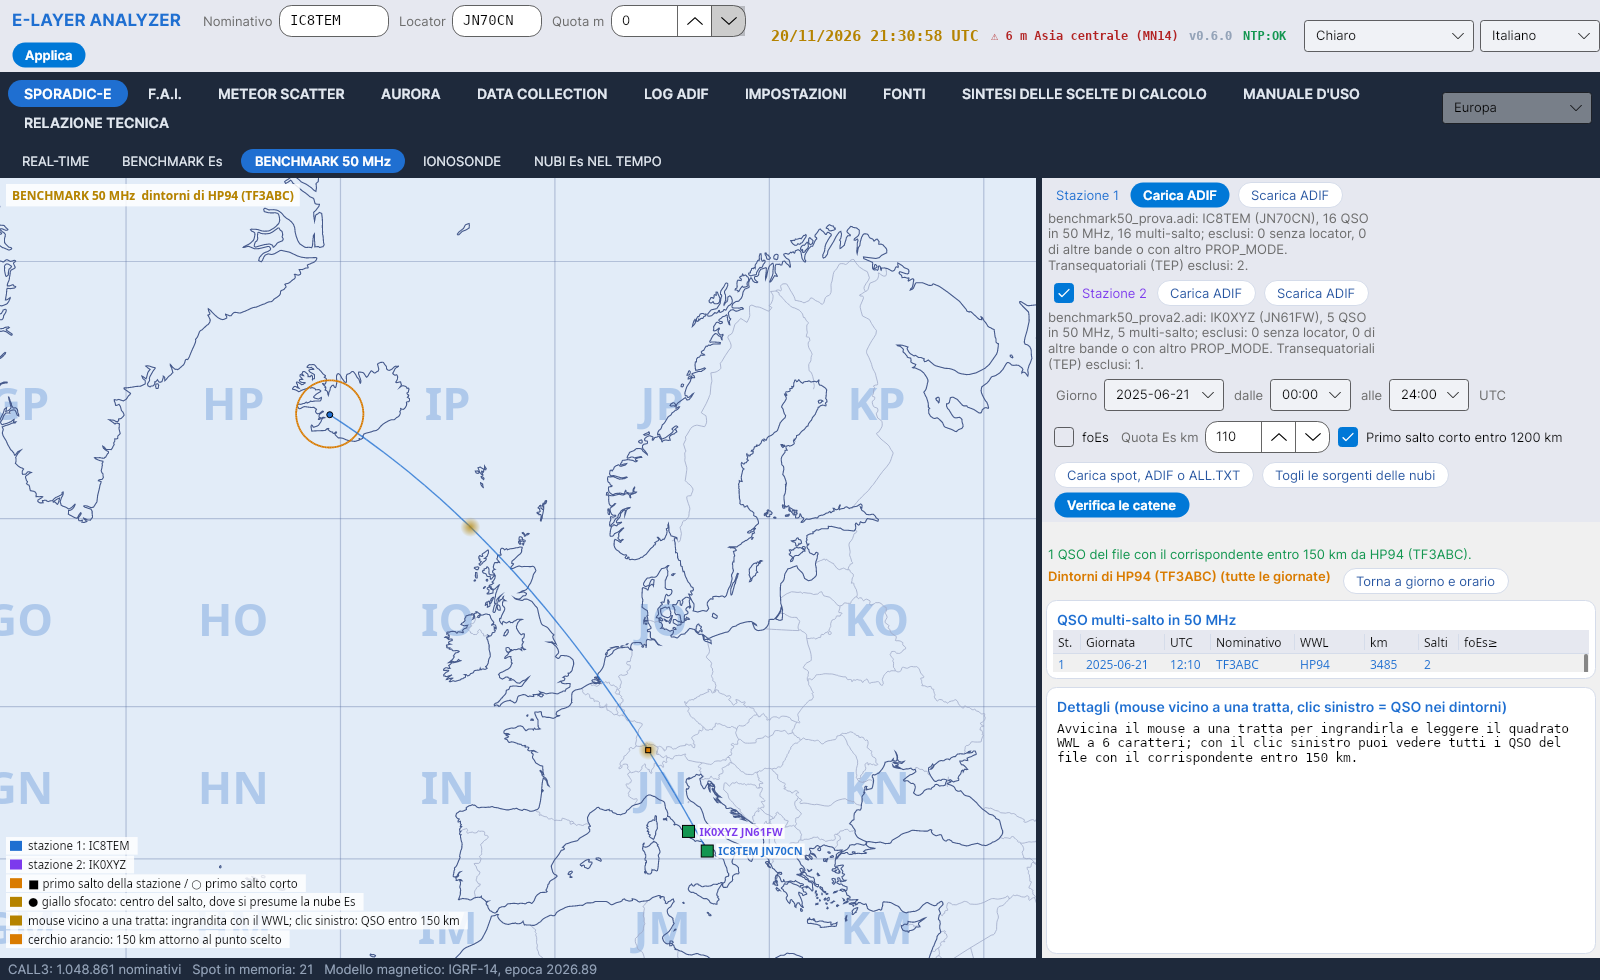 E-LAYER ANALYZER Nominativo IC8TEM Locator JN70CN Quota m 0
20/11/2026 21:30:58 UTC ⚠ 6 m Asia centrale (MN14) v0.6.0 NTP:OK Chiaro Italiano
Applica
SPORADIC-E F.A.I. METEOR SCATTER AURORA DATA COLLECTION LOG ADIF IMPOSTAZIONI FONTI SINTESI DELLE SCELTE DI CALCOLO MANUALE D'USO
RELAZIONE TECNICA
Europa
REAL-TIME BENCHMARK Es BENCHMARK 50 MHz IONOSONDE NUBI Es NEL TEMPO
BENCHMARK 50 MHz dintorni di HP94 (TF3ABC)
GP HP IP JP KP
GO HO IO JO KO
GN HN IN JN KN
IK0XYZ JN61FW
IC8TEM JN70CN
IM JM KM
stazione 1: IC8TEM
stazione 2: IK0XYZ
■ primo salto della stazione / ○ primo salto corto
● giallo sfocato: centro del salto, dove si presume la nube Es
mouse vicino a una tratta: ingrandita con il WWL; clic sinistro: QSO entro 150 km
cerchio arancio: 150 km attorno al punto scelto
Stazione 1 Carica ADIF Scarica ADIF
benchmark50_prova.adi: IC8TEM (JN70CN), 16 QSO
in 50 MHz, 16 multi-salto; esclusi: 0 senza locator, 0
di altre bande o con altro PROP_MODE.
Transequatoriali (TEP) esclusi: 2.
Stazione 2 Carica ADIF Scarica ADIF
benchmark50_prova2.adi: IK0XYZ (JN61FW), 5 QSO
in 50 MHz, 5 multi-salto; esclusi: 0 senza locator, 0 di
altre bande o con altro PROP_MODE. Transequatoriali
(TEP) esclusi: 1.
Giorno 2025-06-21 dalle 00:00 alle 24:00 UTC
foEs Quota Es km 110 Primo salto corto entro 1200 km
Carica spot, ADIF o ALL.TXT Togli le sorgenti delle nubi
Verifica le catene
1 QSO del file con il corrispondente entro 150 km da HP94 (TF3ABC).
Dintorni di HP94 (TF3ABC) (tutte le giornate) Torna a giorno e orario
QSO multi-salto in 50 MHz
St. Giornata UTC Nominativo WWL km Salti foEs≥
1 2025-06-21 12:10 TF3ABC HP94 3485 2
Dettagli (mouse vicino a una tratta, clic sinistro = QSO nei dintorni)
Avvicina il mouse a una tratta per ingrandirla e leggere il quadrato
WWL a 6 caratteri; con il clic sinistro puoi vedere tutti i QSO del
file con il corrispondente entro 150 km.
CALL3: 1.048.861 nominativi Spot in memoria: 21 Modello magnetico: IGRF-14, epoca 2026.89